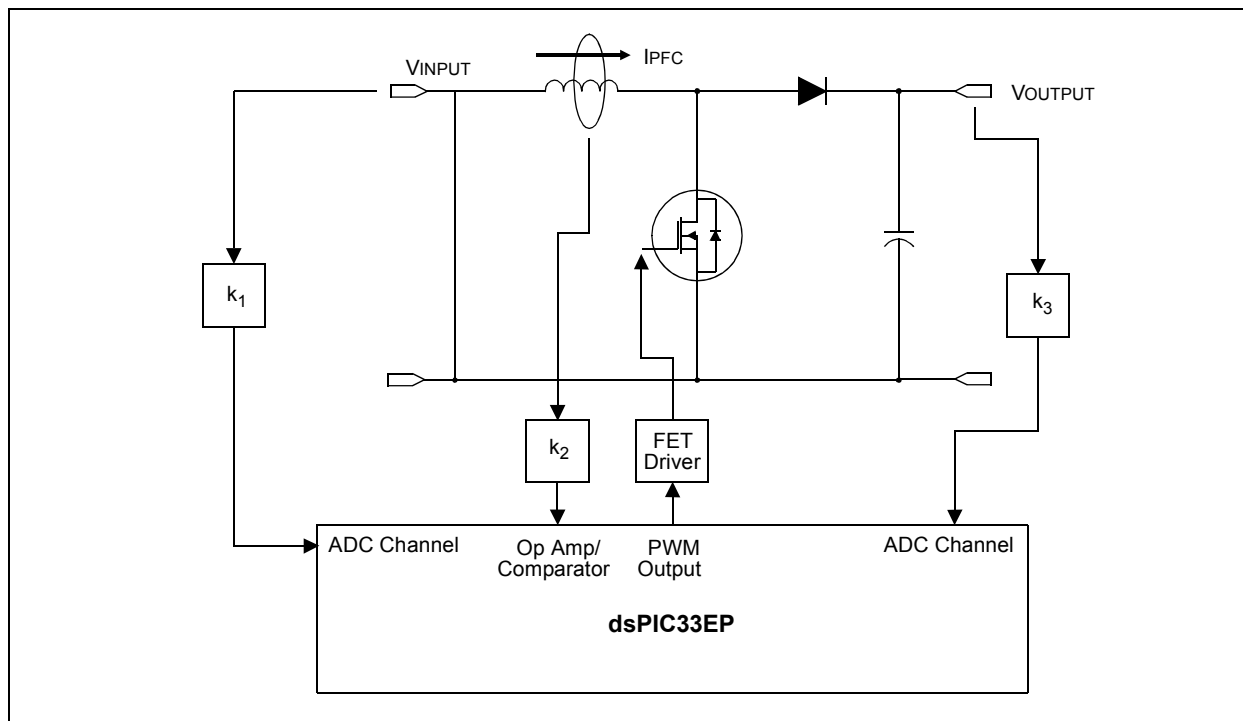 IPFC
VINPUT
VOUTPUT
k1
k3
k2
FET
Driver
ADC Channel
Op Amp/
Comparator
PWM
Output
ADC Channel
dsPIC33EP